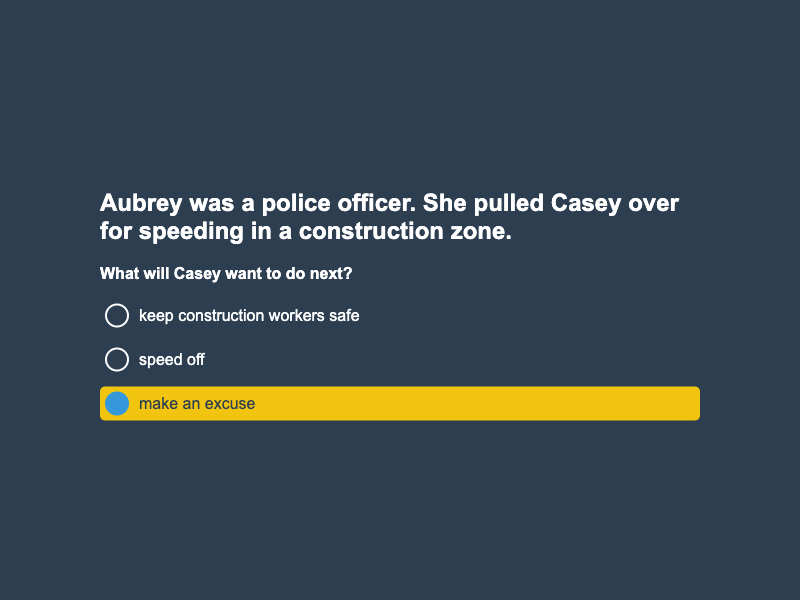 Aubrey was a police officer. She pulled Casey over
for speeding in a construction zone.
What will Casey want to do next?
keep construction workers safe
speed off
make an excuse